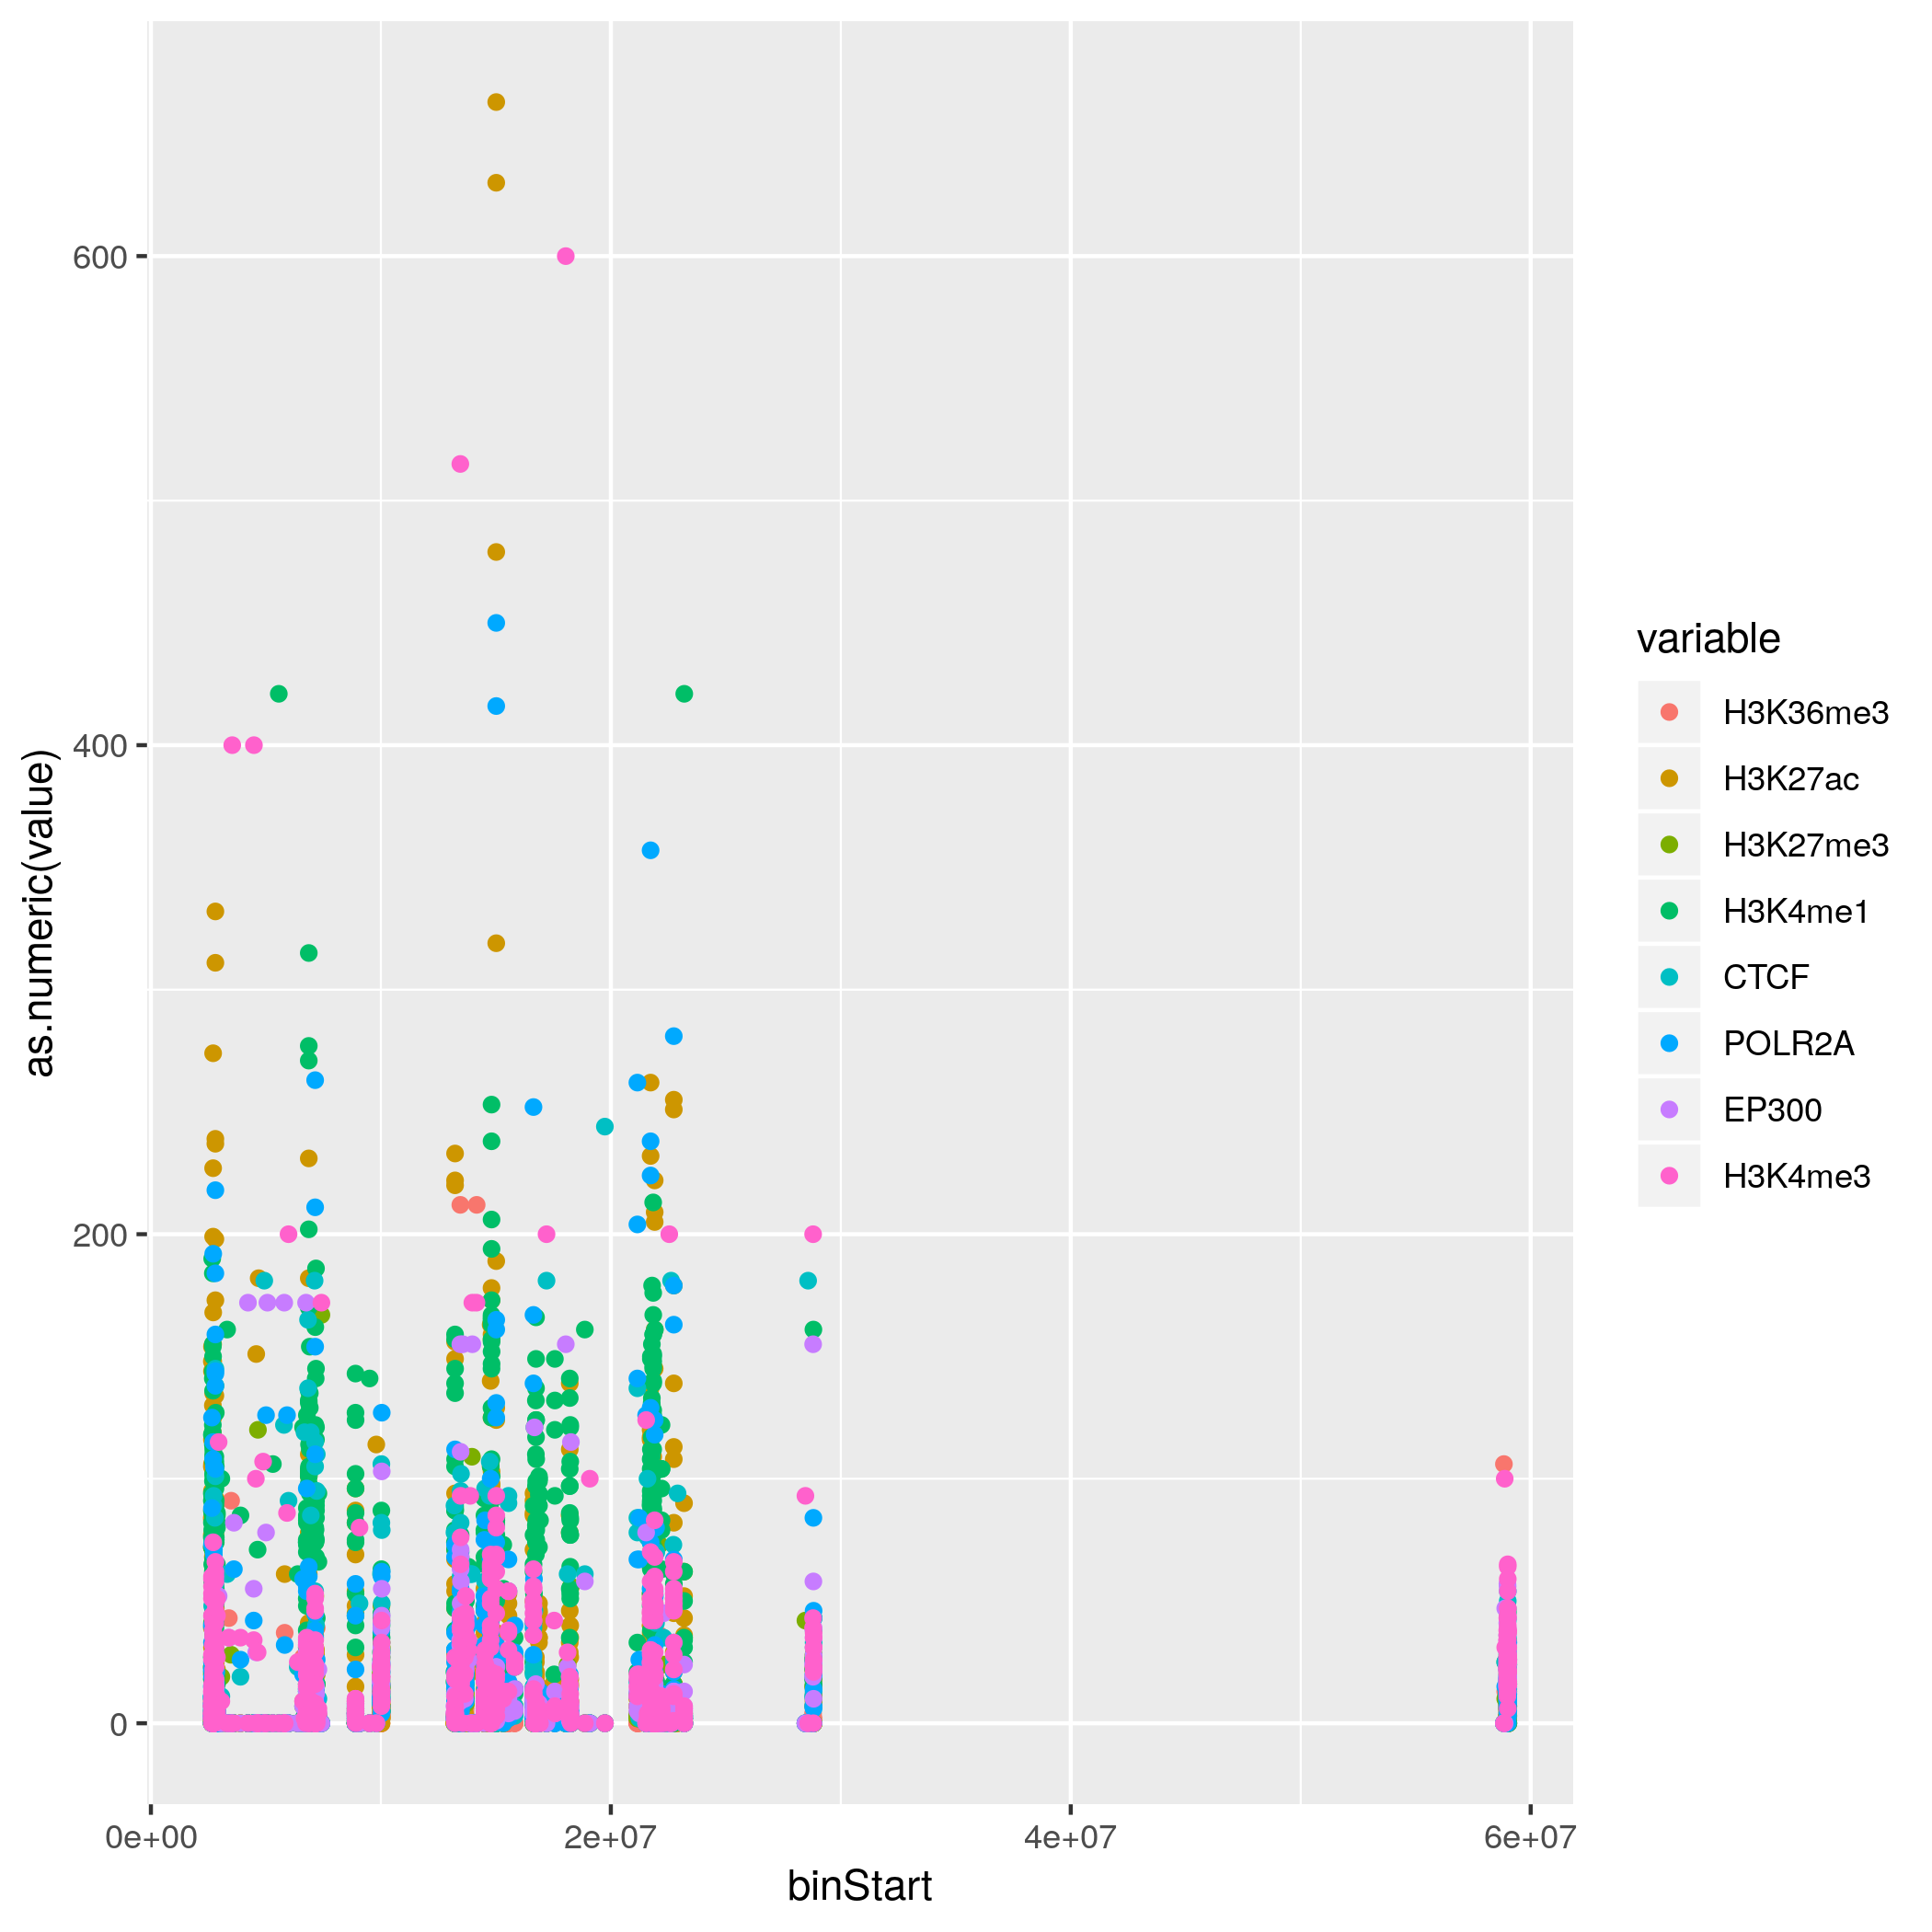 600
400
200
0
as.numeric(value)
0e+00 2e+07 4e+07 6e+07
binStart
variable
H3K36me3
H3K27ac
H3K27me3
H3K4me1
CTCF
POLR2A
EP300
H3K4me3